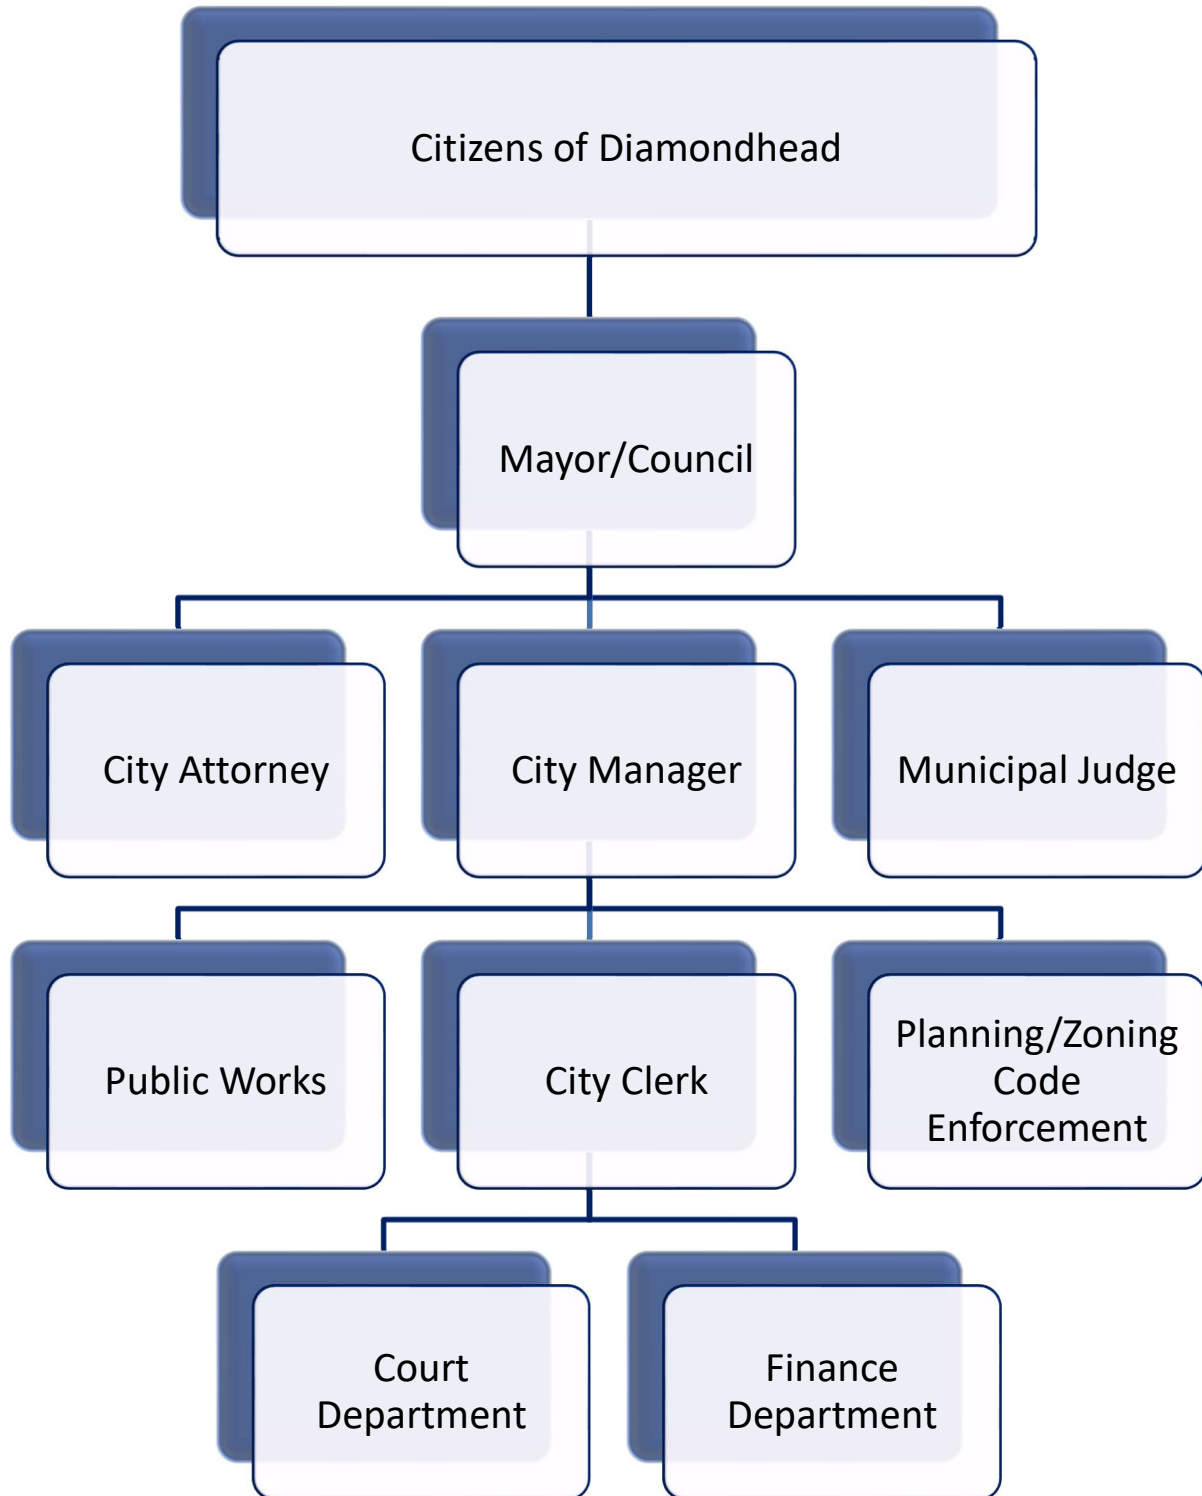 Citizens of Diamondhead
Mayor/Council
City Attorney
City Manager
Municipal Judge
Public Works
City Clerk
Planning/Zoning
Code
Enforcement
Court
Department
Finance
Department